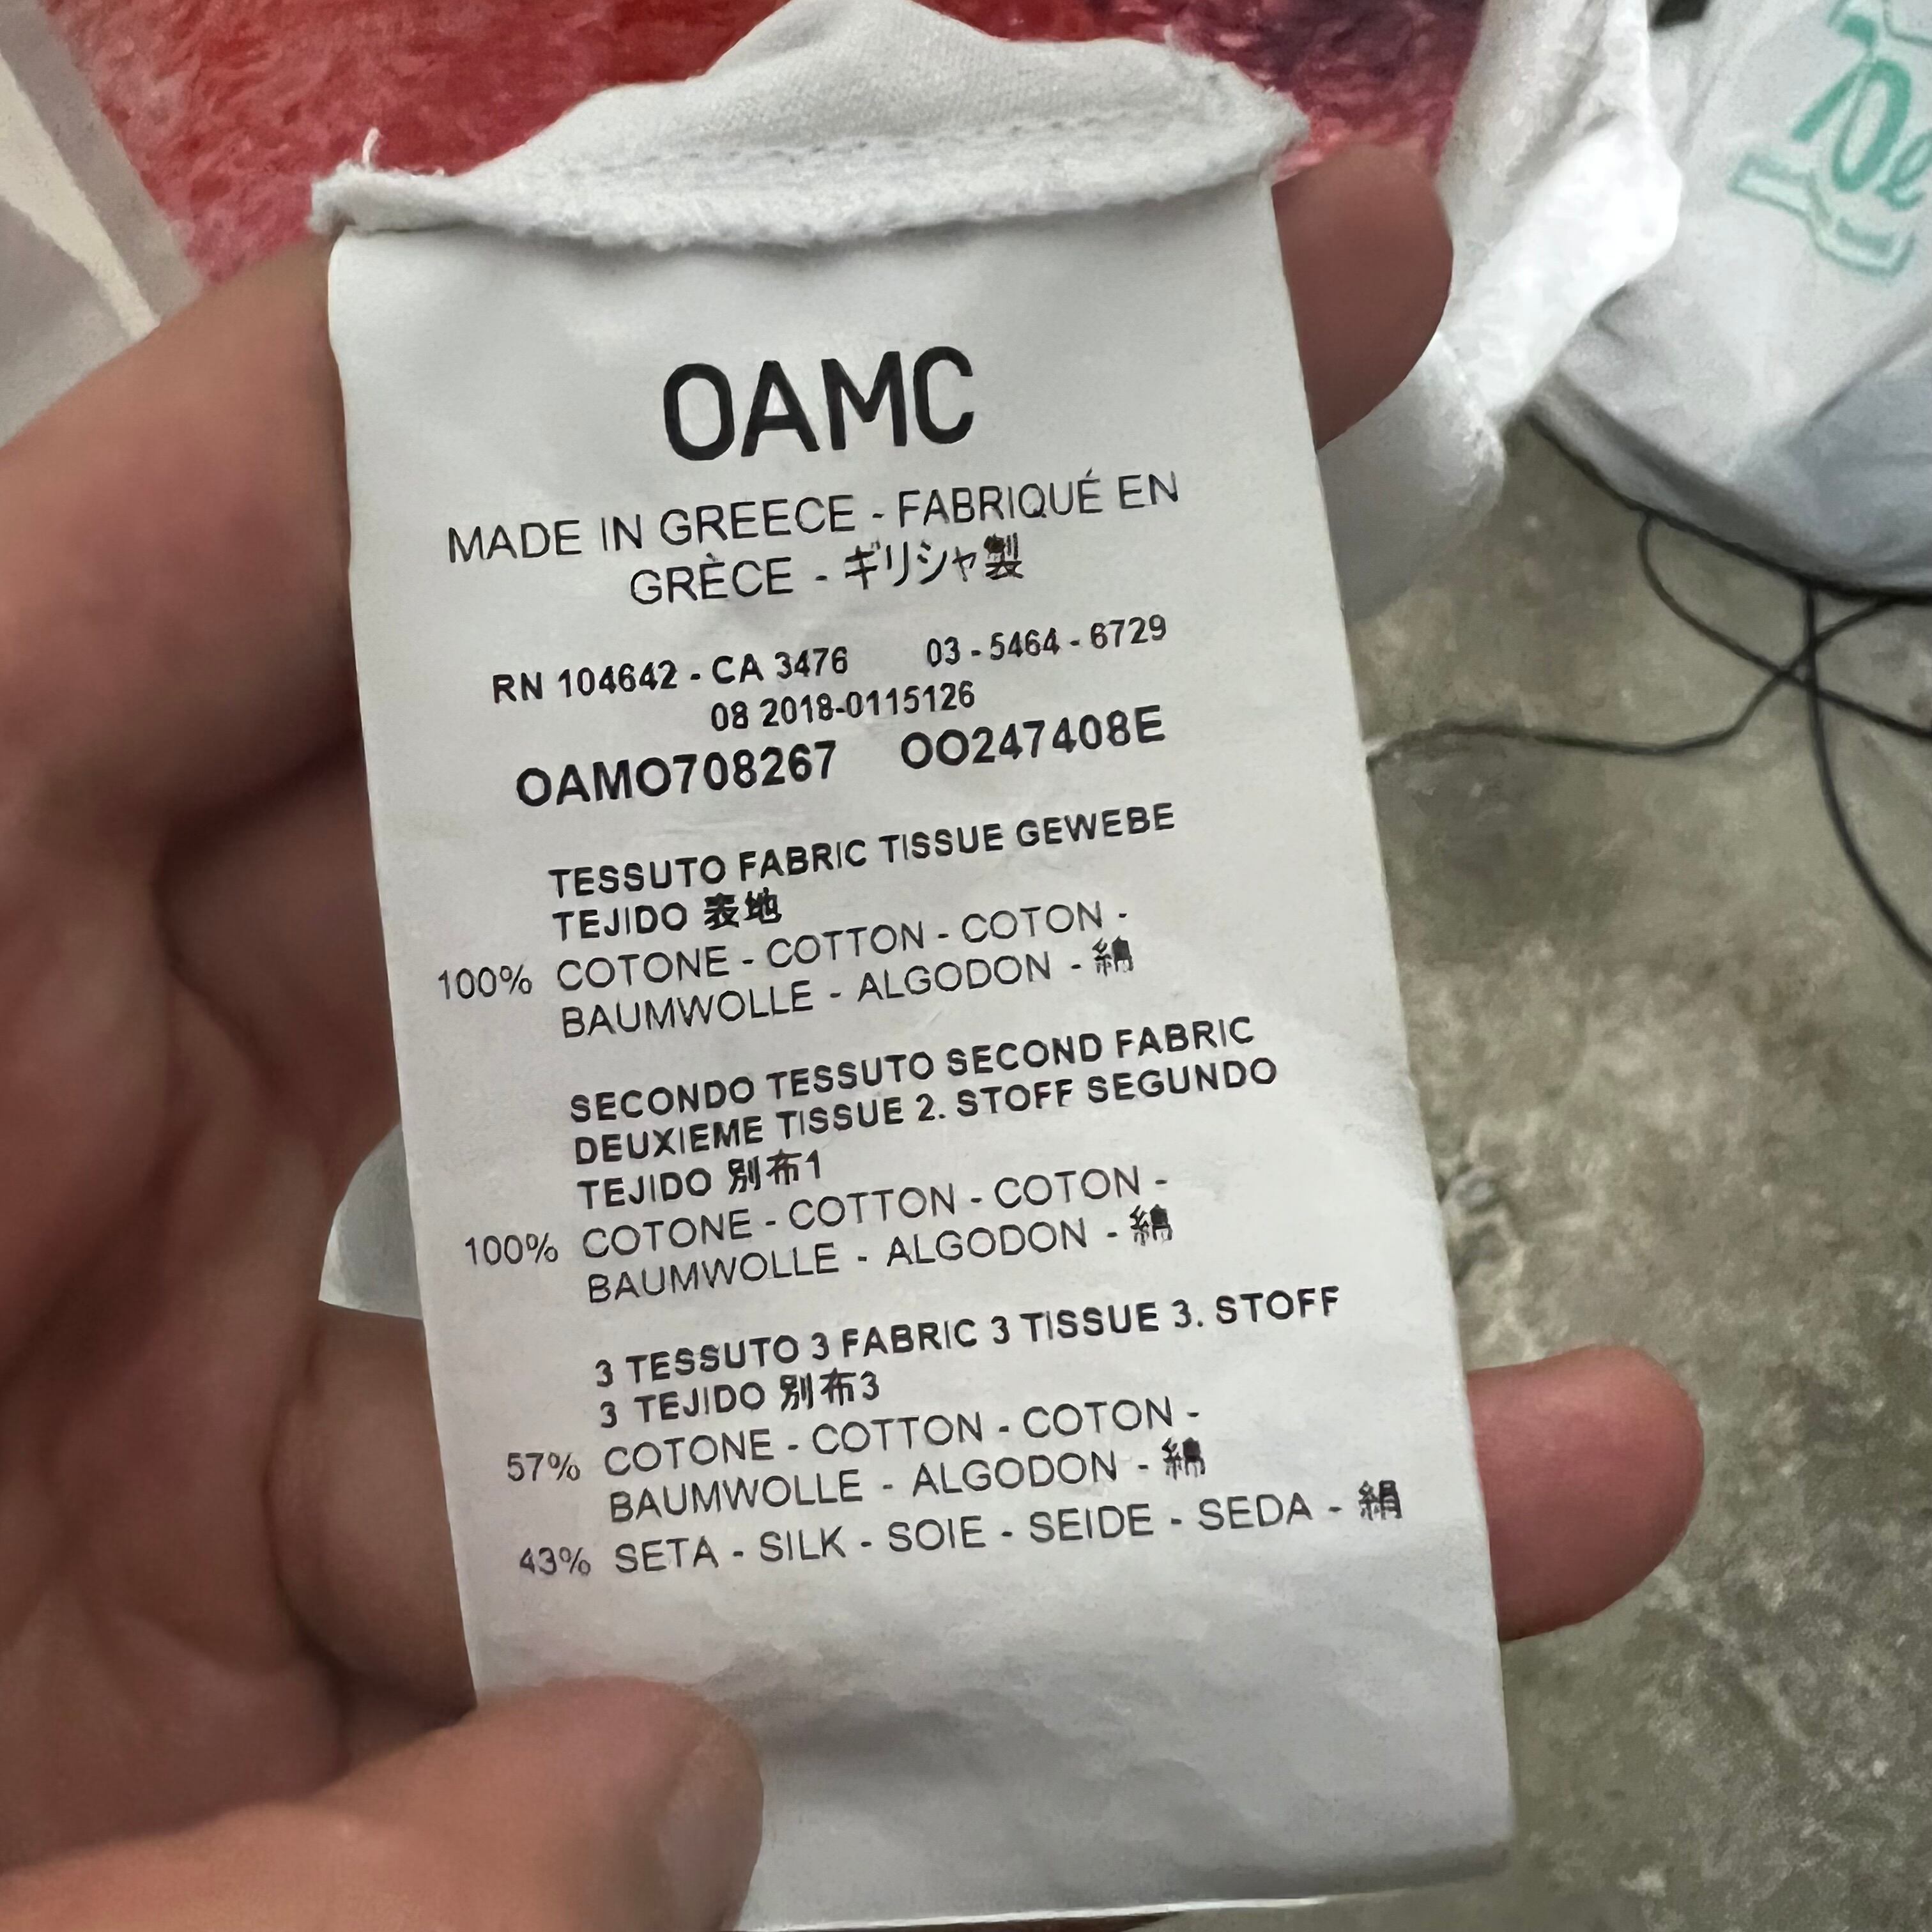 OAMC
MADE IN GREECE - FABRIQUÉ EN
GRÈCE - ギリシャ製
RN 104642 - CA 3476 03 - 5464 - 6729
08 2018-0115126
OAMO708267 OO247408E
TESSUTO FABRIC TISSUE GEWEBE
TEJIDO 表地
100% COTONE - COTTON - COTON -
BAUMWOLLE - ALGODON - 綿
SECONDO TESSUTO SECOND FABRIC
DEUXIEME TISSUE 2. STOFF SEGUNDO
TEJIDO 別布1
100% COTONE - COTTON - COTON -
BAUMWOLLE - ALGODON - 綿
3 TESSUTO 3 FABRIC 3 TISSUE 3. STOFF
3 TEJIDO 別布3
57% COTONE - COTTON - COTON -
BAUMWOLLE - ALGODON - 綿
43% SETA - SILK - SOIE - SEIDE - SEDA - 絹